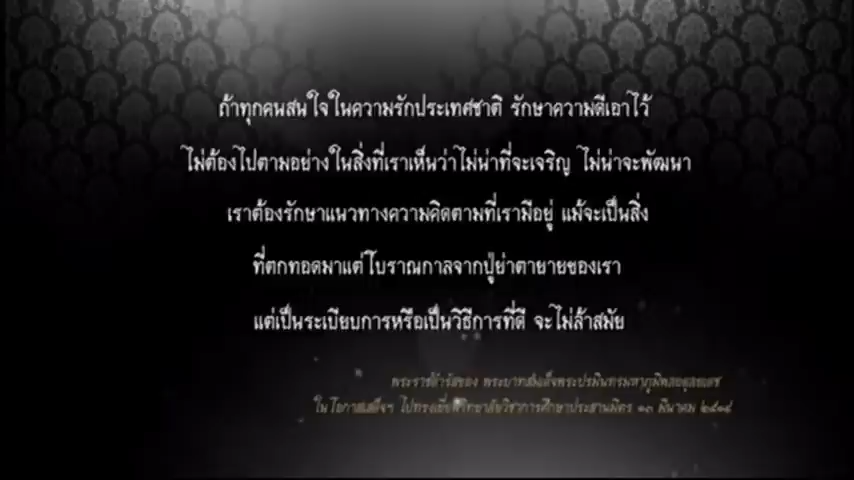 ถ้าทุกคนสนใจในความรักประเทศชาติ รักษาความดีเอาไว้
ไม่ต้องไปตามอย่างในสิ่งที่เราเห็นว่าไม่น่าที่จะเจริญ ไม่น่าจะพัฒนา
เราต้องรักษาแนวทางความคิดตามที่เรามีอยู่ แม้จะเป็นสิ่ง
ที่ตกทอดมาแต่โบราณกาลจากปู่ย่าตายายของเรา
แต่เป็นระเบียบการหรือเป็นวิธีการที่ดี จะไม่ล้าสมัย
พระราชดำรัสของ พระบาทสมเด็จพระปรมินทรมหาภูมิพลอดุลยเดช
ในโอกาสเสด็จฯ ไปทรงเยี่ยมวิทยาลัยวิชาการศึกษาประสานมิตร ๑๓ มีนาคม